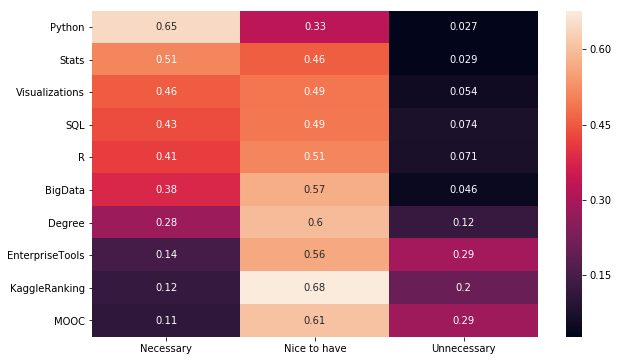 Python 0.65 0.33 0.027 0.60
Stats 0.51 0.46 0.029
Visualizations 0.46 0.49 0.054
SQL 0.43 0.49 0.074 0.45
R 0.41 0.51 0.071
BigData 0.38 0.57 0.046 0.30
Degree 0.28 0.6 0.12
EnterpriseTools 0.14 0.56 0.29 0.15
KaggleRanking 0.12 0.68 0.2
MOOC 0.11 0.61 0.29
Necessary Nice to have Unnecessary